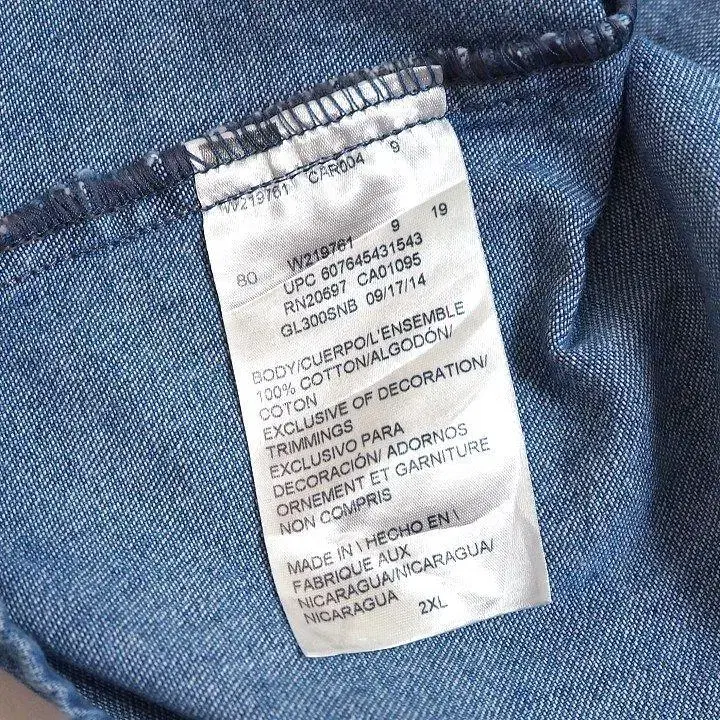 W219761 CAR004 9
80 W219761 9 19
UPC 607645431543
RN20697 CA01095
GL300SNB 09/17/14
BODY/CUERPO/L'ENSEMBLE
100% COTTON/ALGODÓN/
COTON
EXCLUSIVE OF DECORATION/
TRIMMINGS
EXCLUSIVO PARA
DECORACIÓN/ ADORNOS
ORNEMENT ET GARNITURE
NON COMPRIS
MADE IN \ HECHO EN \
FABRIQUE AUX
NICARAGUA/NICARAGUA/
NICARAGUA 2XL